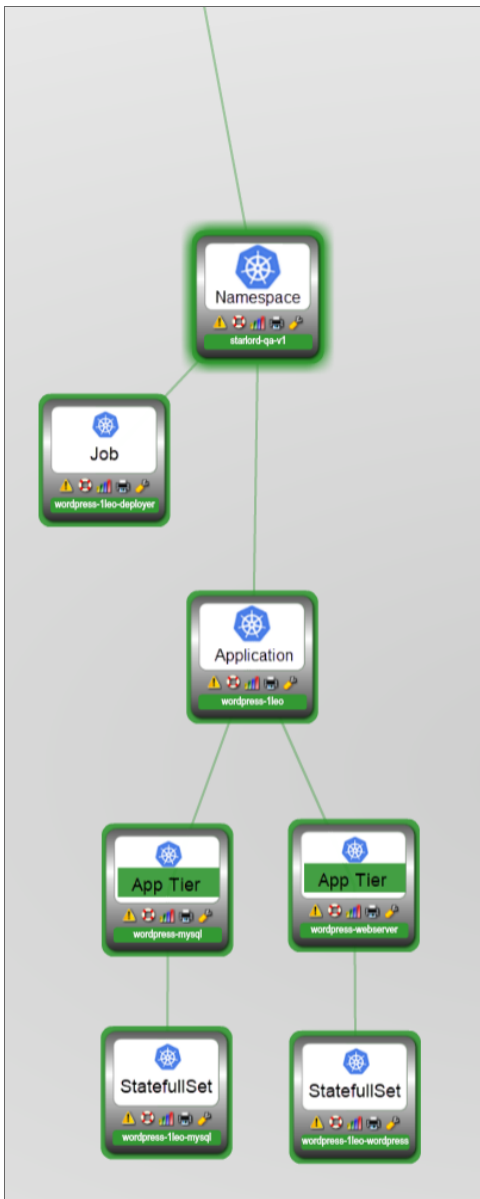 Namespace
starlord-qa-v1
Job
wordpress-1leo-deployer
Application
wordpress-1leo
App Tier
wordpress-mysql
App Tier
wordpress-webserver
StatefullSet
wordpress-1leo-mysql
StatefullSet
wordpress-1leo-wordpress